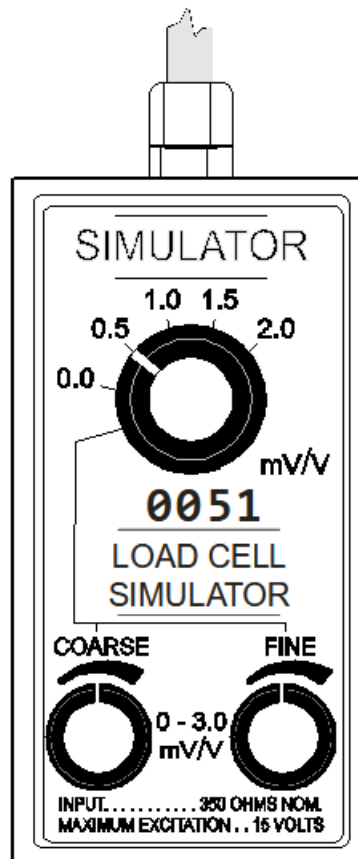 SIMULATOR
1.0 1.5
0.5 2.0
0.0
mV/V
0051
LOAD CELL
SIMULATOR
COARSE FINE
0 - 3.0
mV/V
INPUT. . . . . . . . . . . 350 OHMS NOM.
MAXIMUM EXCITATION . . 15 VOLTS